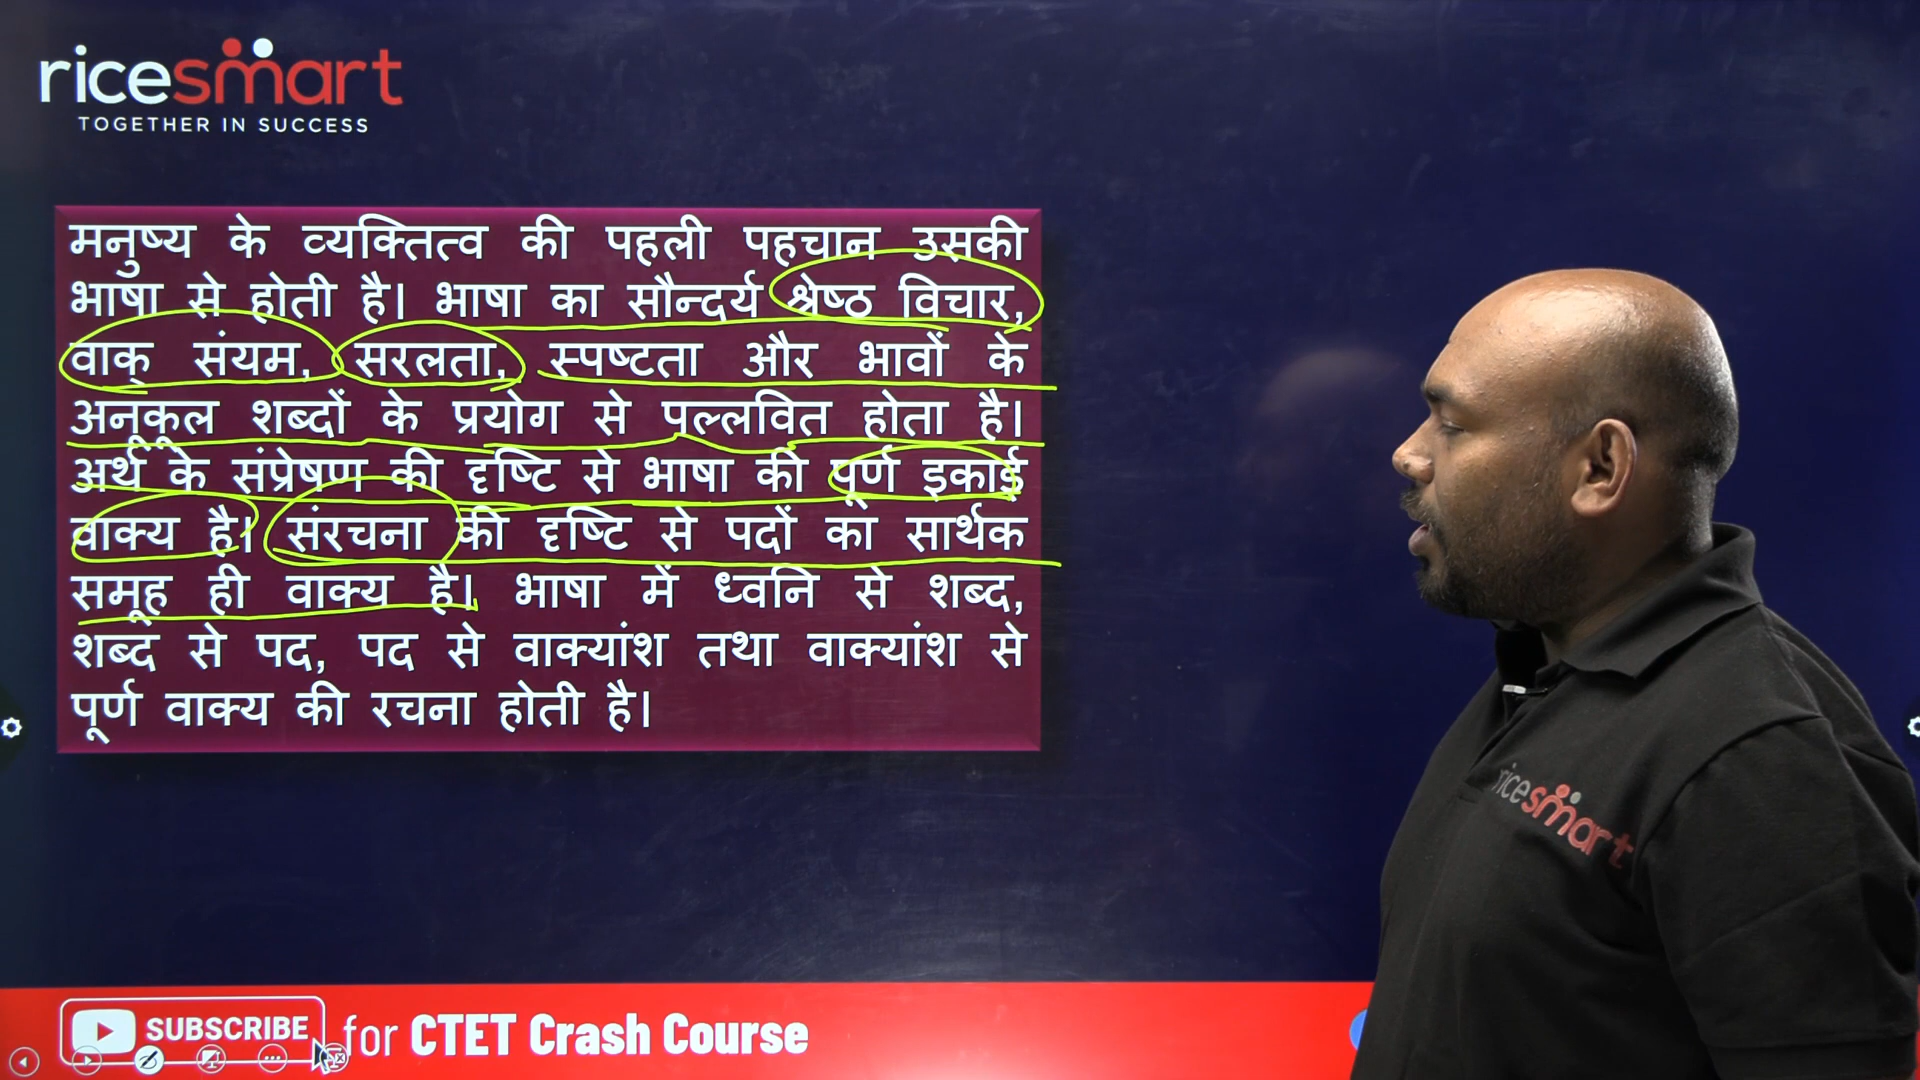 ricesmart
TOGETHER IN SUCCESS
मनुष्य के व्यक्तित्व की पहली पहचान उसकी
भाषा से होती है। भाषा का सौन्दर्य श्रेष्ठ विचार,
वाक् संयम, सरलता, स्पष्टता और भावों के
अनूकूल शब्दों के प्रयोग से पल्लवित होता है।
अर्थ के संप्रेषण की दृष्टि से भाषा की पूर्ण इकाई
वाक्य है। संरचना की दृष्टि से पदों का सार्थक
समूह ही वाक्य है। भाषा में ध्वनि से शब्द,
शब्द से पद, पद से वाक्यांश तथा वाक्यांश से
पूर्ण वाक्य की रचना होती है।
ricesmart
SUBSCRIBE for CTET Crash Course